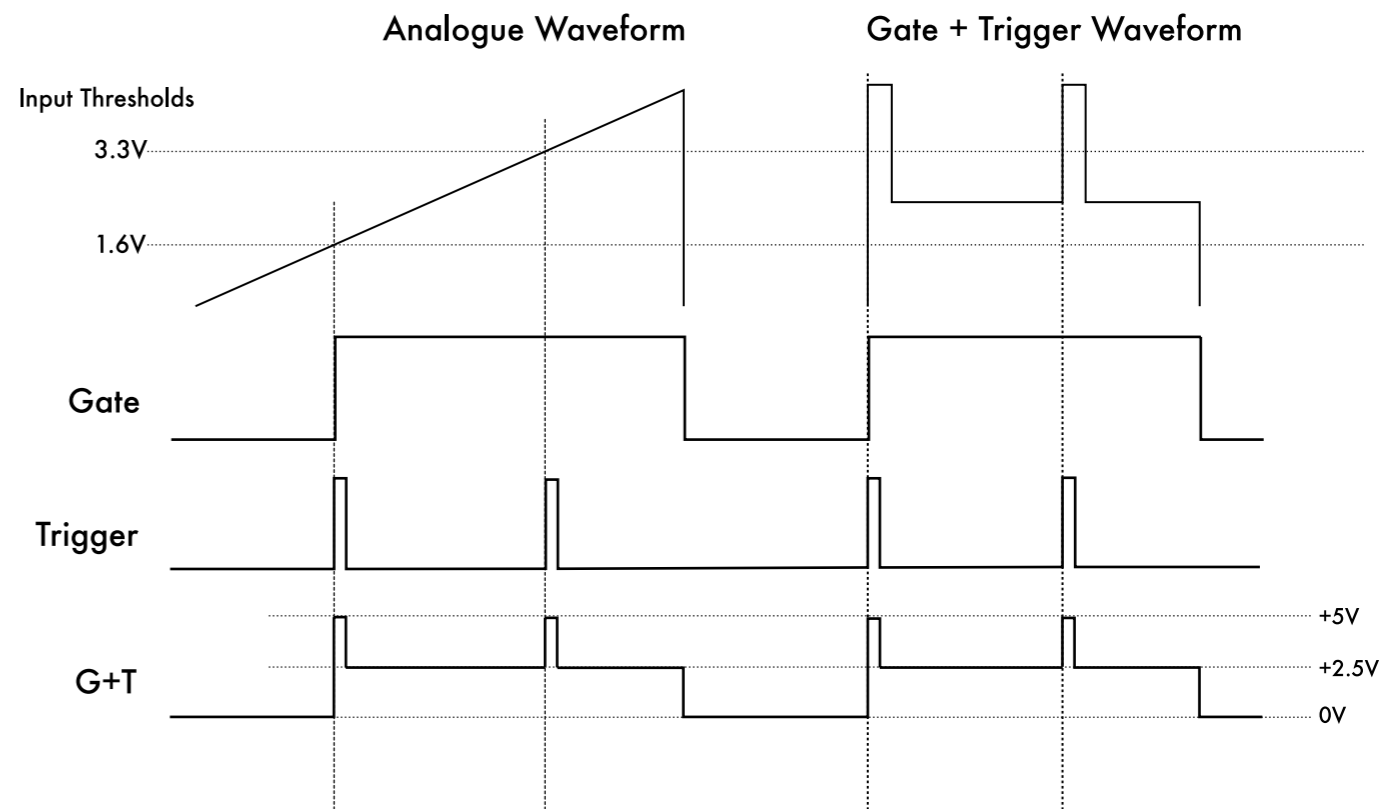 Analogue Waveform
Gate + Trigger Waveform
Input Thresholds
3.3V
1.6V
Gate
Trigger
+5V
+2.5V
G+T
0V